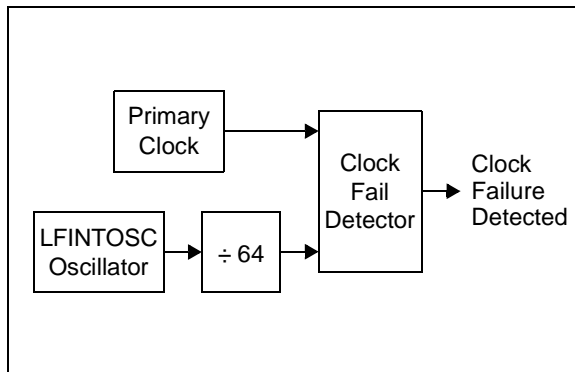 Primary
Clock
Clock
Fail
Detector
Clock
Failure
Detected
LFINTOSC
Oscillator
÷ 64